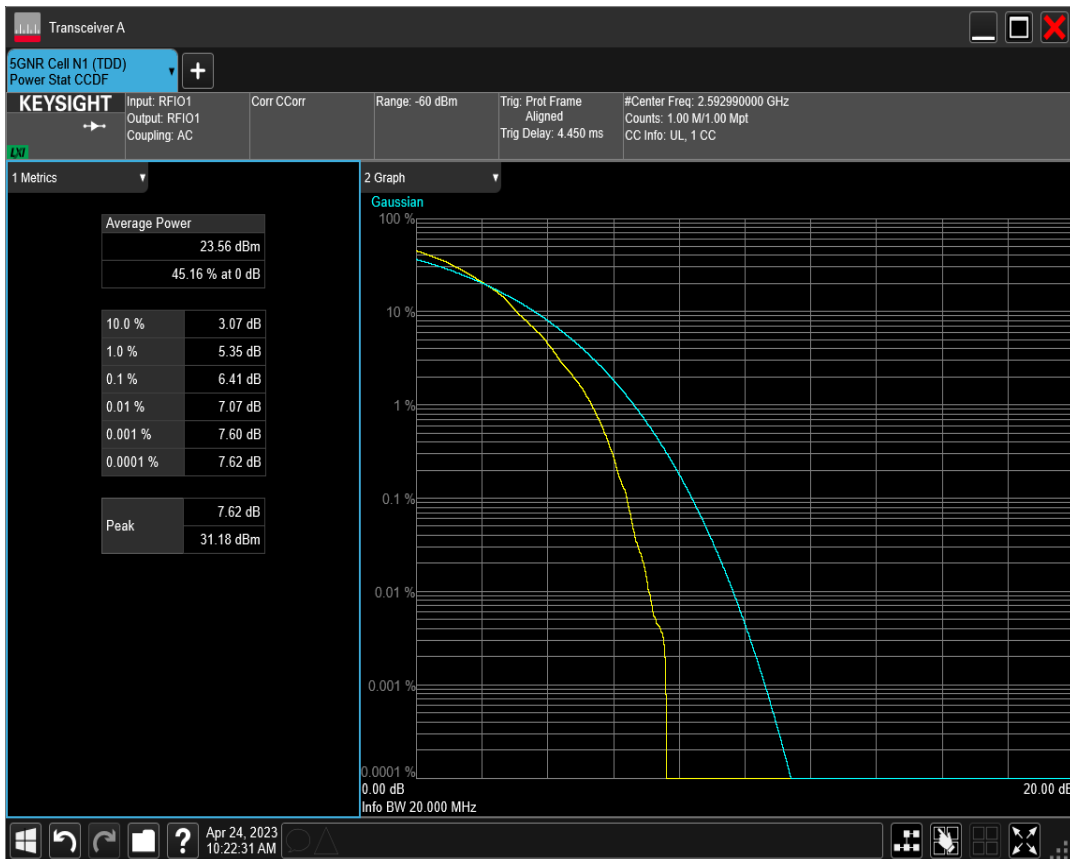 Transceiver A
5GNR Cell N1 (TDD)
Power Stat CCDF
KEYSIGHT
LXI
Input: RFIO1
Output: RFIO1
Coupling: AC
Corr CCorr
Range: -60 dBm
Trig: Prot Frame
Aligned
Trig Delay: 4.450 ms
#Center Freq: 2.592990000 GHz
Counts: 1.00 M/1.00 Mpt
CC Info: UL, 1 CC
1 Metrics
Average Power
23.56 dBm
45.16 % at 0 dB
10.0 % 3.07 dB
1.0 % 5.35 dB
0.1 % 6.41 dB
0.01 % 7.07 dB
0.001 % 7.60 dB
0.0001 % 7.62 dB
Peak 7.62 dB
31.18 dBm
2 Graph
Gaussian
100 %
10 %
1 %
0.1 %
0.01 %
0.001 %
0.0001 %
0.00 dB 20.00 dB
Info BW 20.000 MHz
?
Apr 24, 2023
10:22:31 AM